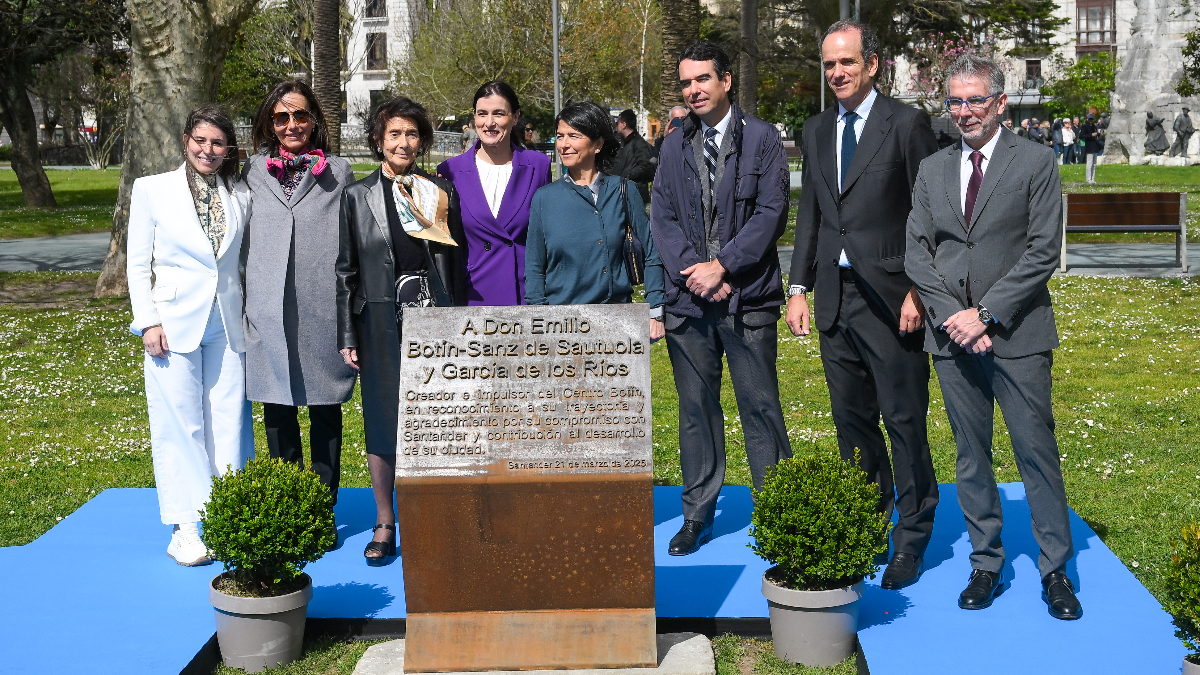 A Don Emilio
Botín-Sanz de Sautuola
y García de los Ríos
Creador e Impulsor del Centro Botín,
en reconocimiento a su trayectoria y
agradecimiento por su compromiso con
Santander y contribución al desarrollo
de su ciudad.
Santander 21 de marzo de 2025